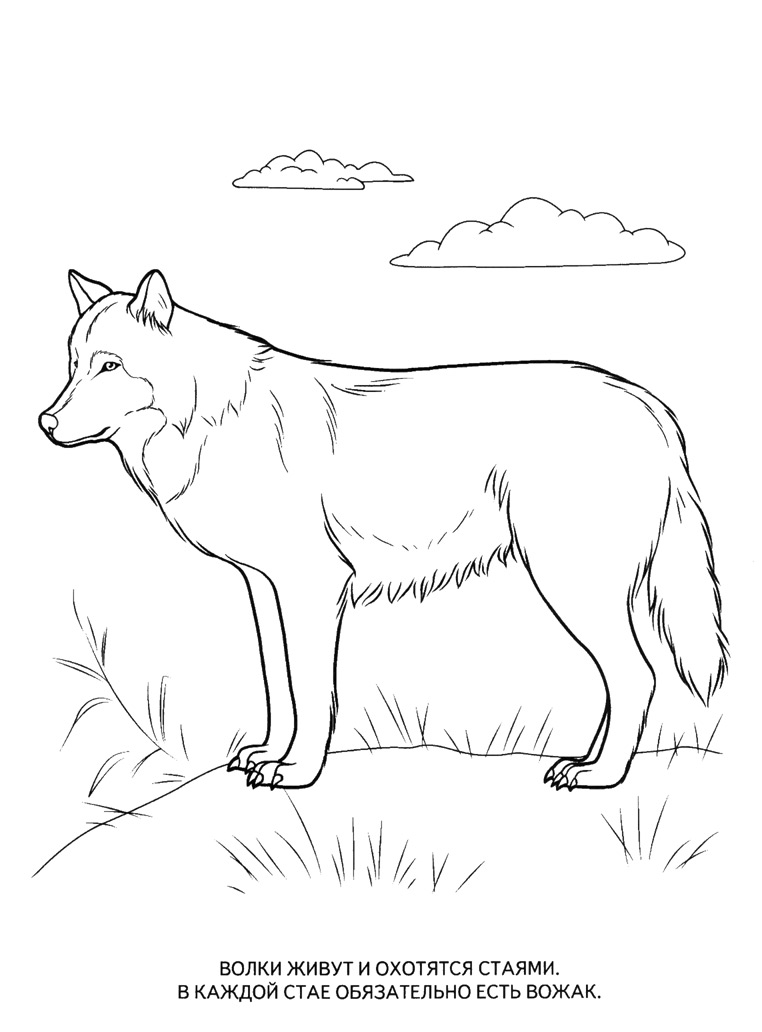 ВОЛКИ ЖИВУТ И ОХОТЯТСЯ СТАЯМИ.
В КАЖДОЙ СТАЕ ОБЯЗАТЕЛЬНО ЕСТЬ ВОЖАК.